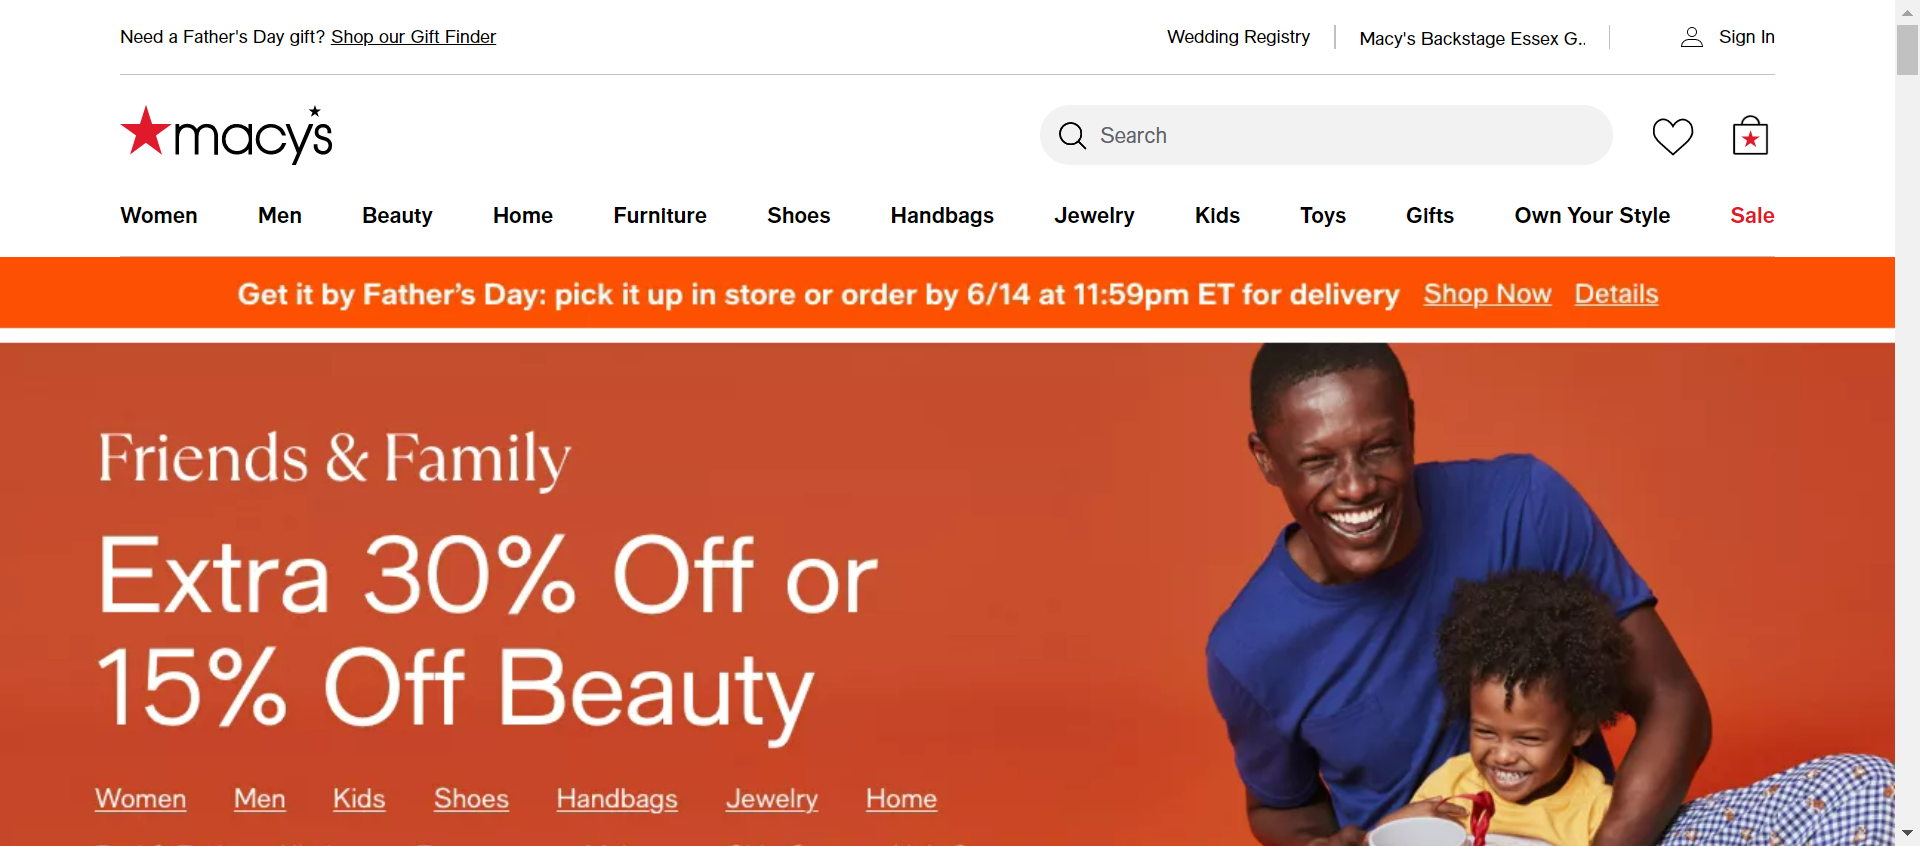 Need a Father's Day gift? Shop our Gift Finder
Wedding Registry
Macy's Backstage Essex G..
Sign In
macy's
Search
Women Men Beauty Home Furniture Shoes Handbags Jewelry Kids Toys Gifts Own Your Style Sale
Get it by Father's Day: pick it up in store or order by 6/14 at 11:59pm ET for delivery Shop Now Details
Friends & Family
Extra 30% Off or
15% Off Beauty
Women Men Kids Shoes Handbags Jewelry Home